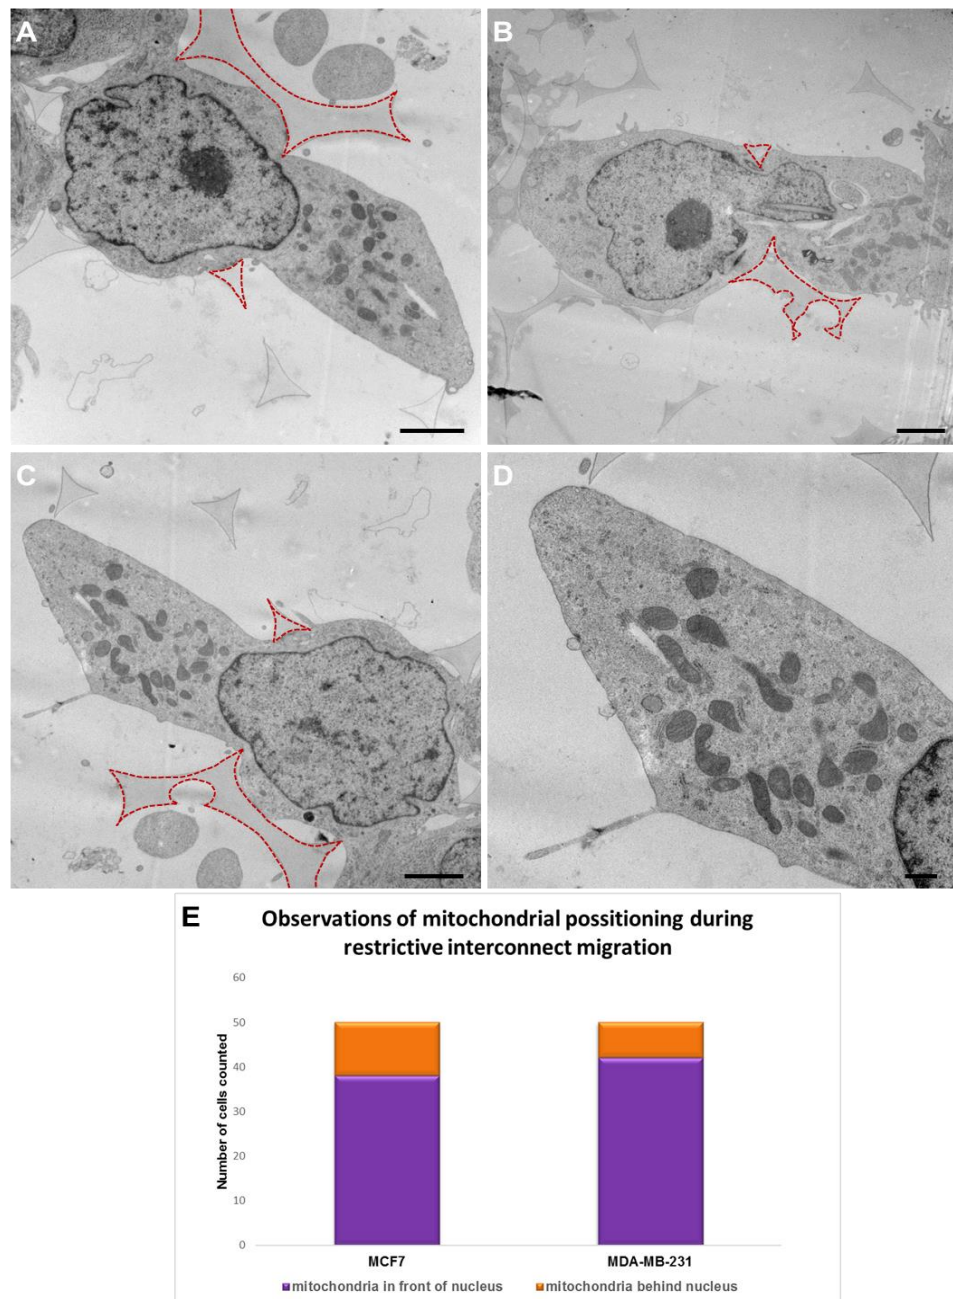 A
B
C
D
E
Observations of mitochondrial possitioning during
restrictive interconnect migration
Number of cells counted
60
50
40
30
20
10
0
MCF7
MDA-MB-231
mitochondria in front of nucleus
mitochondria behind nucleus